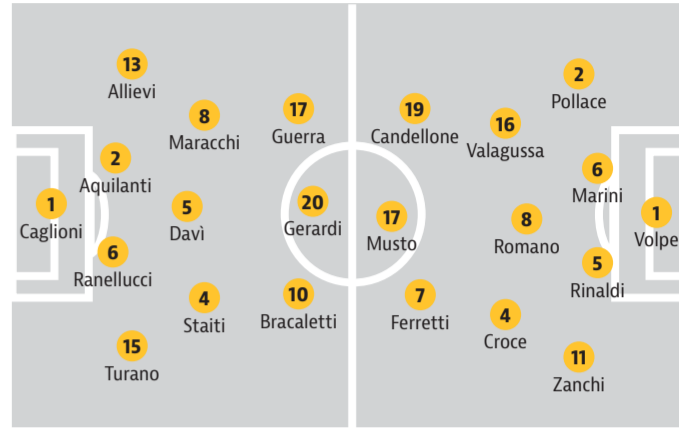 13
Allievi
2
Pollace
17
Guerra
19
Candellone
8
Maracchi
16
Valagussa
2
Aquilanti
6
Marini
1
Caglioni
5
Davì
20
Gerardi
17
Musto
8
Romano
1
Volpe
6
Ranellucci
5
Rinaldi
4
Staiti
10
Bracaletti
7
Ferretti
4
Croce
15
Turano
11
Zanchi